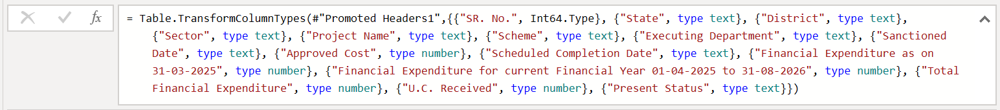 fx = Table.TransformColumnTypes(#"Promoted Headers1",{{"SR. No.", Int64.Type}, {"State", type text}, {"District", type text},
{"Sector", type text}, {"Project Name", type text}, {"Scheme", type text}, {"Executing Department", type text}, {"Sanctioned
Date", type text}, {"Approved Cost", type number}, {"Scheduled Completion Date", type text}, {"Financial Expenditure as on
31-03-2025", type number}, {"Financial Expenditure for current Financial Year 01-04-2025 to 31-08-2026", type number}, {"Total
Financial Expenditure", type number}, {"U.C. Received", type number}, {"Present Status", type text}})